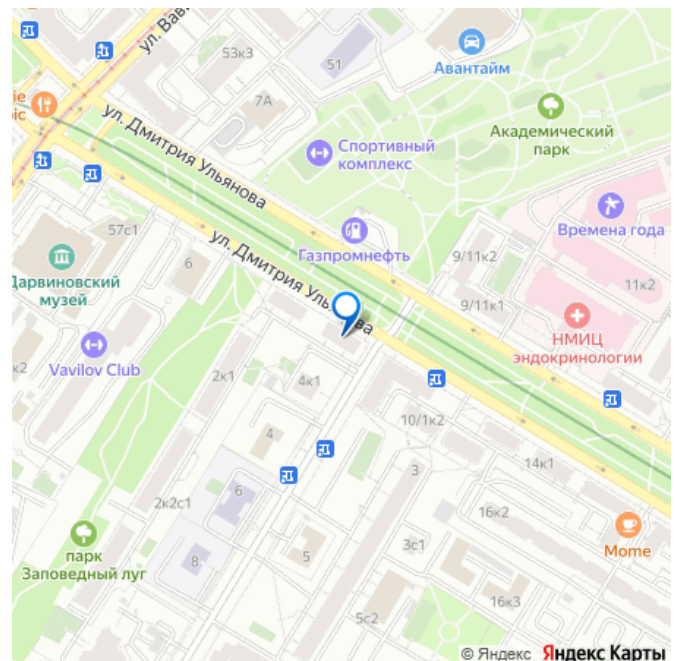 ул. Вави
53к3
51
Авантайм
7А
ул. Дмитрия Ульянова
Спортивный
комплекс
Академический
парк
57с1
6
ул. Дмитрия Ульянова
Газпромнефть
9/11к2
Времена года
Дарвиновский
музей
9/11к1
11к2
НМИЦ
эндокринологии
Vavilov Club
2к1
4к1
10/1к2
4
14к1
3
2к2с1
6
16к2
парк
Заповедный луг
8
5
3с1
Mome
16к3
5с2
© Яндекс Яндекс Карты